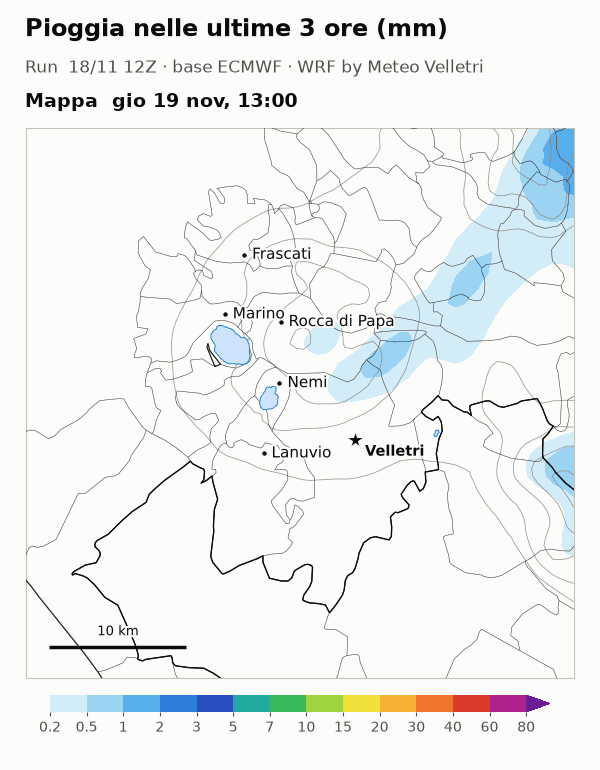 Pioggia nelle ultime 3 ore (mm)
Run  18/11 12Z · base ECMWF · WRF by Meteo Velletri
Mappa  gio 19 nov, 13:00
Frascati
Marino
Rocca di Papa
Nemi
Velletri
Lanuvio
10 km
0.2 0.5 1 2 3 5 7 10 15 20 30 40 60 80